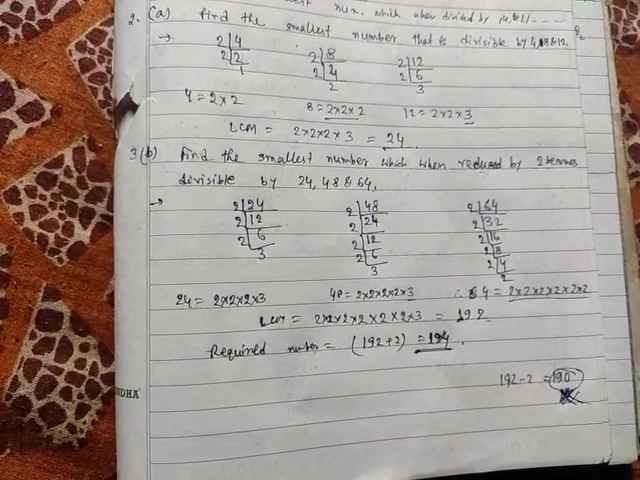 num. which when divided by
2. (a) find the smallest number that is divisible by 4, 8 & 12
→ 2|4 2|8 2|12
2|2 2|4 2|6
1 2 3
4 = 2×2 8 = 2×2×2 12 = 2×2×3
LCM = 2×2×2×3 = 24.
3(b) Find the smallest number which when reduced by 2 becomes
divisible by 24, 48 & 64.
→ 2|24 2|48 2|64
2|12 2|24 2|32
2|6 2|12 2|16
3 2|6 2|8
3 2|4
2
24 = 2×2×2×3 48 = 2×2×2×2×3 ∴ 64 = 2×2×2×2×2×2
LCM = 2×2×2×2×2×2×3 = 192
Required number = (192+2) = 194.
192-2 = 190
NDHA